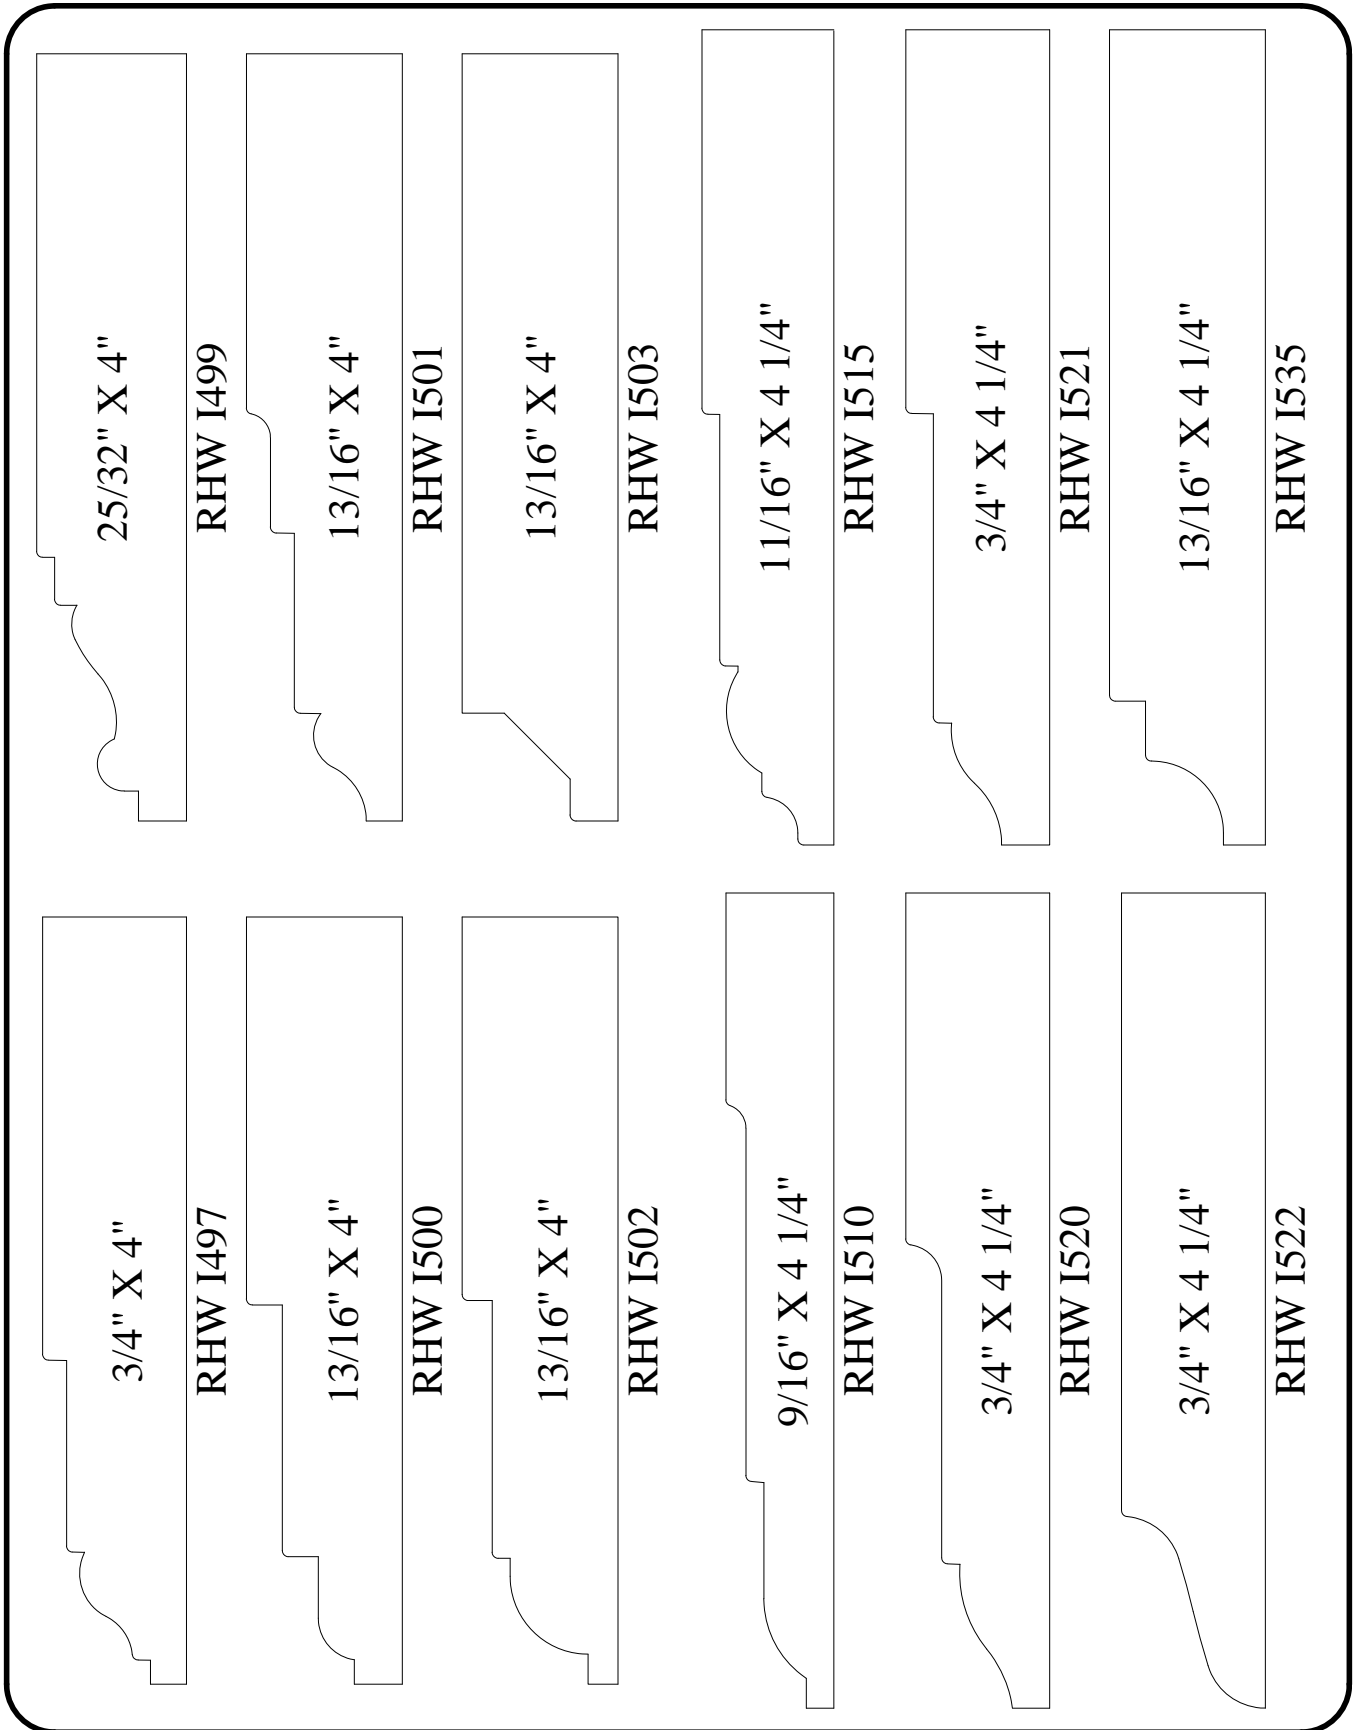 3/4" X 4"
RHW I497
25/32" X 4"
RHW I499
13/16" X 4"
RHW I500
13/16" X 4"
RHW I501
13/16" X 4"
RHW I502
13/16" X 4"
RHW I503
9/16" X 4 1/4"
RHW I510
11/16" X 4 1/4"
RHW I515
3/4" X 4 1/4"
RHW I520
3/4" X 4 1/4"
RHW I521
3/4" X 4 1/4"
RHW I522
13/16" X 4 1/4"
RHW I535